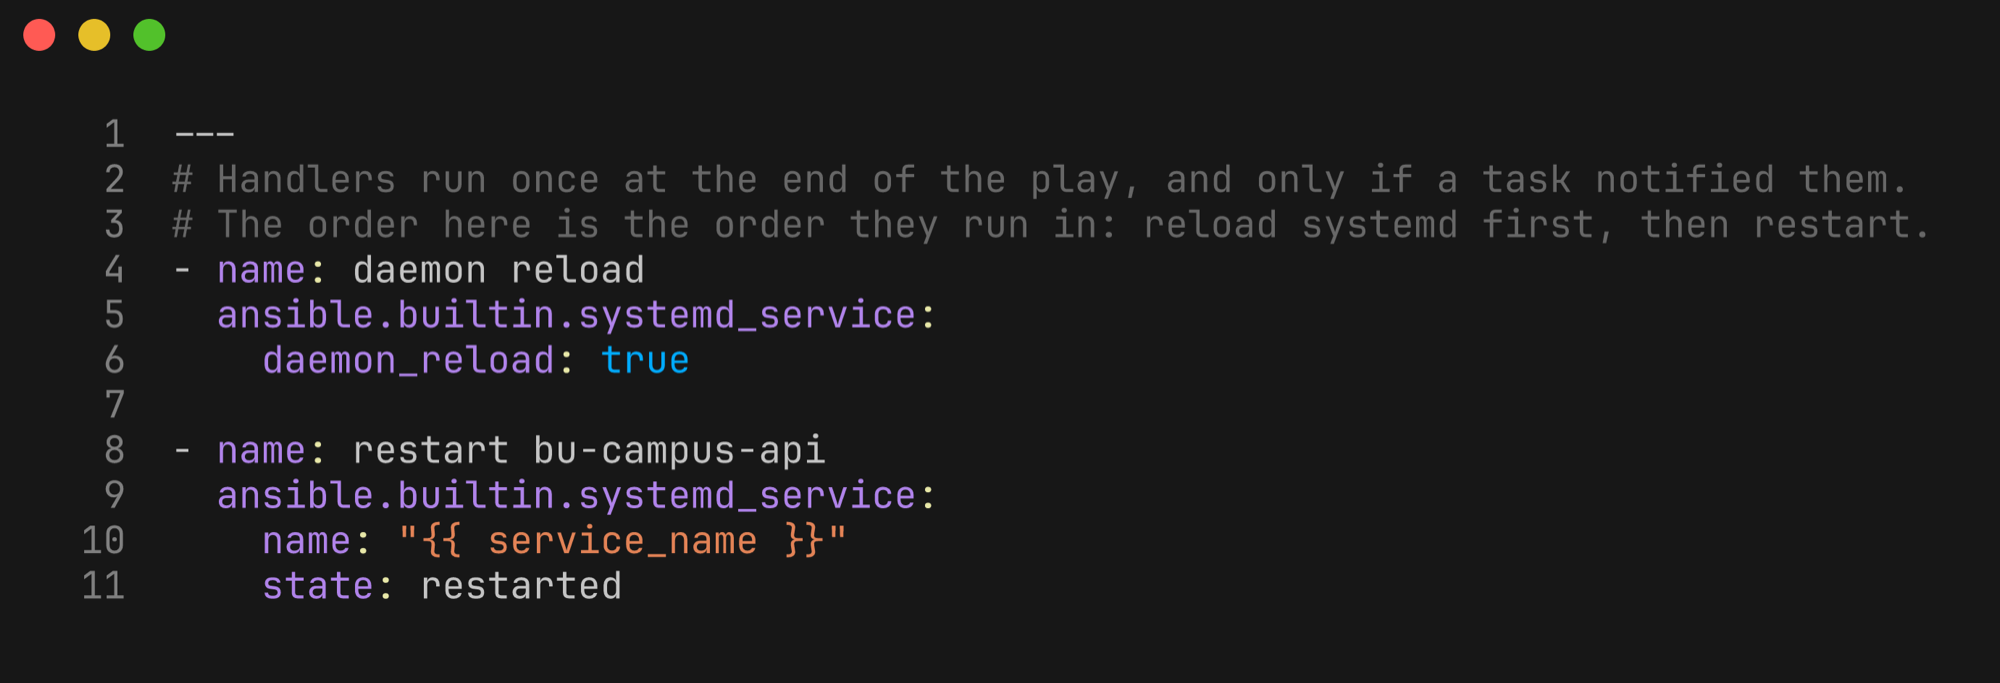 1 ---
2 # Handlers run once at the end of the play, and only if a task notified them.
3 # The order here is the order they run in: reload systemd first, then restart.
4 - name: daemon reload
5   ansible.builtin.systemd_service:
6     daemon_reload: true
7
8 - name: restart bu-campus-api
9   ansible.builtin.systemd_service:
10     name: "{{ service_name }}"
11     state: restarted